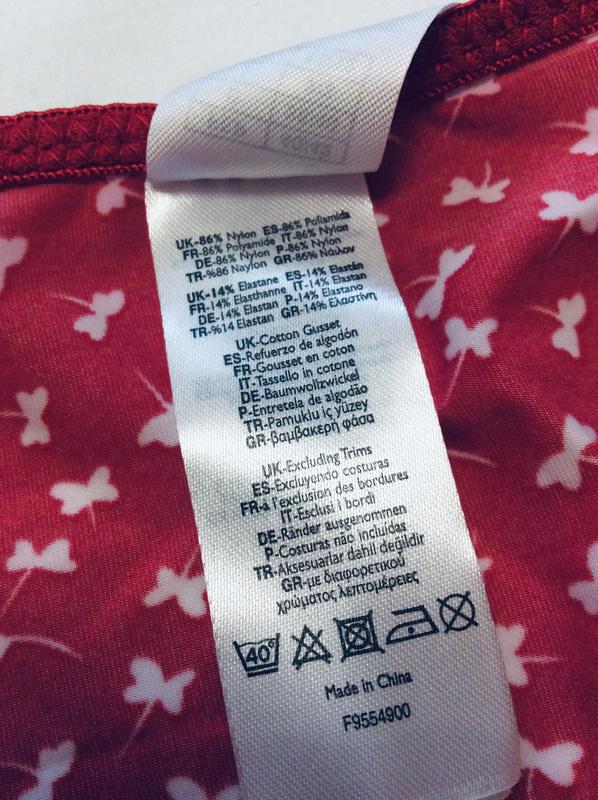 UK-86% Nylon ES-86% Poliamida
FR-86% Polyamide IT-86% Nylon
DE-86% Nylon P-86% Nylon
TR-%86 Naylon GR-86% Νάυλον
UK-14% Elastane ES-14% Elastán
FR-14% Elasthanne IT-14% Elastan
DE-14% Elastan P-14% Elastano
TR-%14 Elastan GR-14% Ελαστίνη
UK-Cotton Gusset
ES-Refuerzo de algodón
FR-Gousset en coton
IT-Tassello in cotone
DE-Baumwollzwickel
P-Entretela de algodão
TR-Pamuklu iç yüzey
GR-βαμβακερή φάσα
UK-Excluding Trims
ES-Excluyendo costuras
FR-à l'exclusion des bordures
IT-Esclusi i bordi
DE-Ränder ausgenommen
P-Costuras não incluídas
TR-Aksesuarlar dahil değildir
GR-με διαφορετικού
χρώματος λεπτομέρειες
40°
Made in China
F9554900